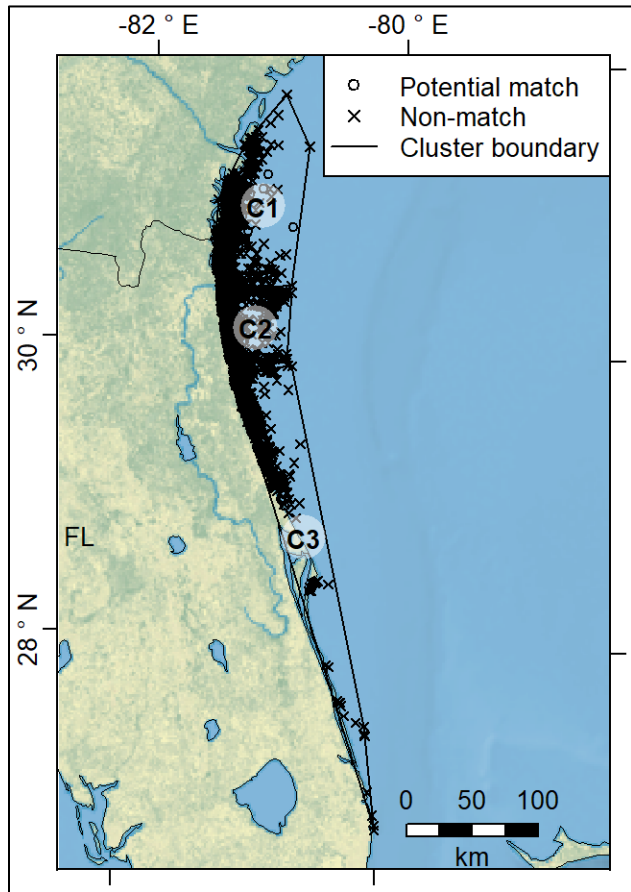 -82 ° E
-80 ° E
Potential match
Non-match
Cluster boundary
C1
30 ° N
C2
FL
C3
28 ° N
0 50 100
km